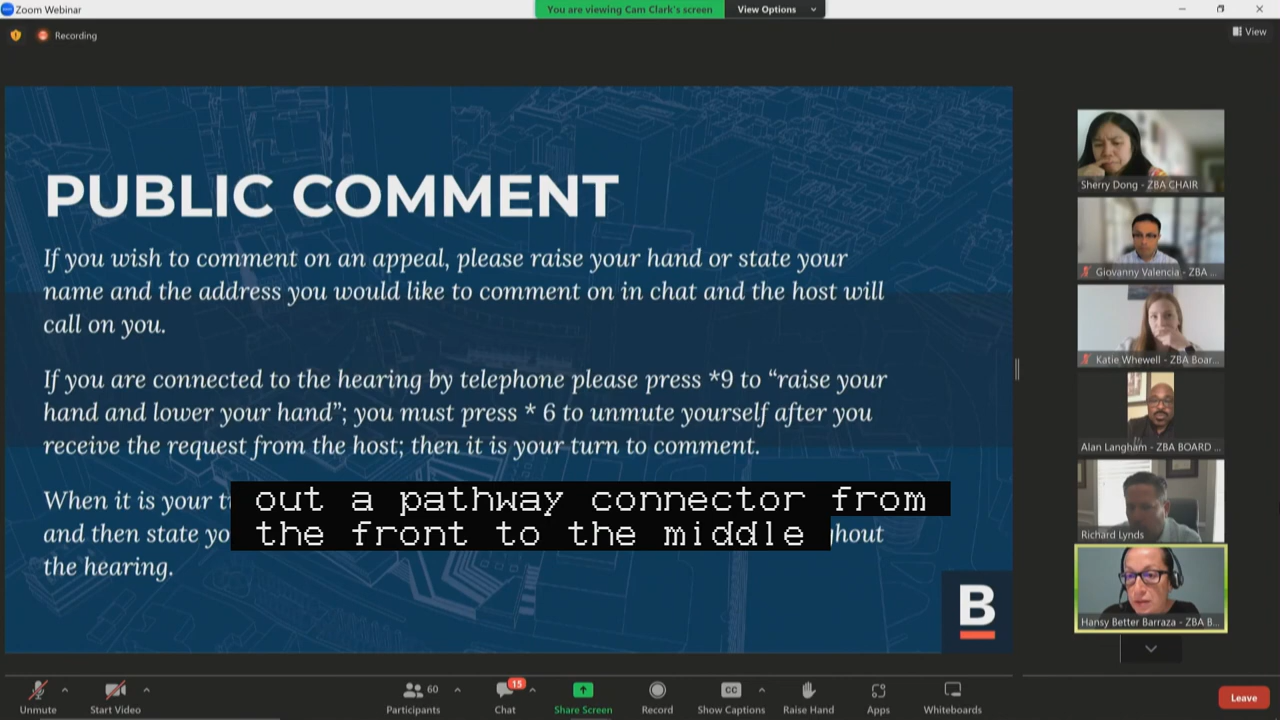 Zoom Webinar
You are viewing Cam Clark's screen
View Options
Recording
View
PUBLIC COMMENT
If you wish to comment on an appeal, please raise your hand or state your
name and the address you would like to comment on in chat and the host will
call on you.
If you are connected to the hearing by telephone please press *9 to “raise your
hand and lower your hand”; you must press * 6 to unmute yourself after you
receive the request from the host; then it is your turn to comment.
When it is your
and then state
the hearing.
out a pathway connector from
the front to the middle
B
Sherry Dong - ZBA CHAIR
Giovanny Valencia - ZBA ...
Katie Whewell - ZBA Boar...
Alan Langham - ZBA BOARD ...
Richard Lynds
Hansy Better Barraza - ZBA B...
Unmute
Start Video
60
Participants
15
Chat
Share Screen
Record
CC
Show Captions
Raise Hand
Apps
Whiteboards
Leave